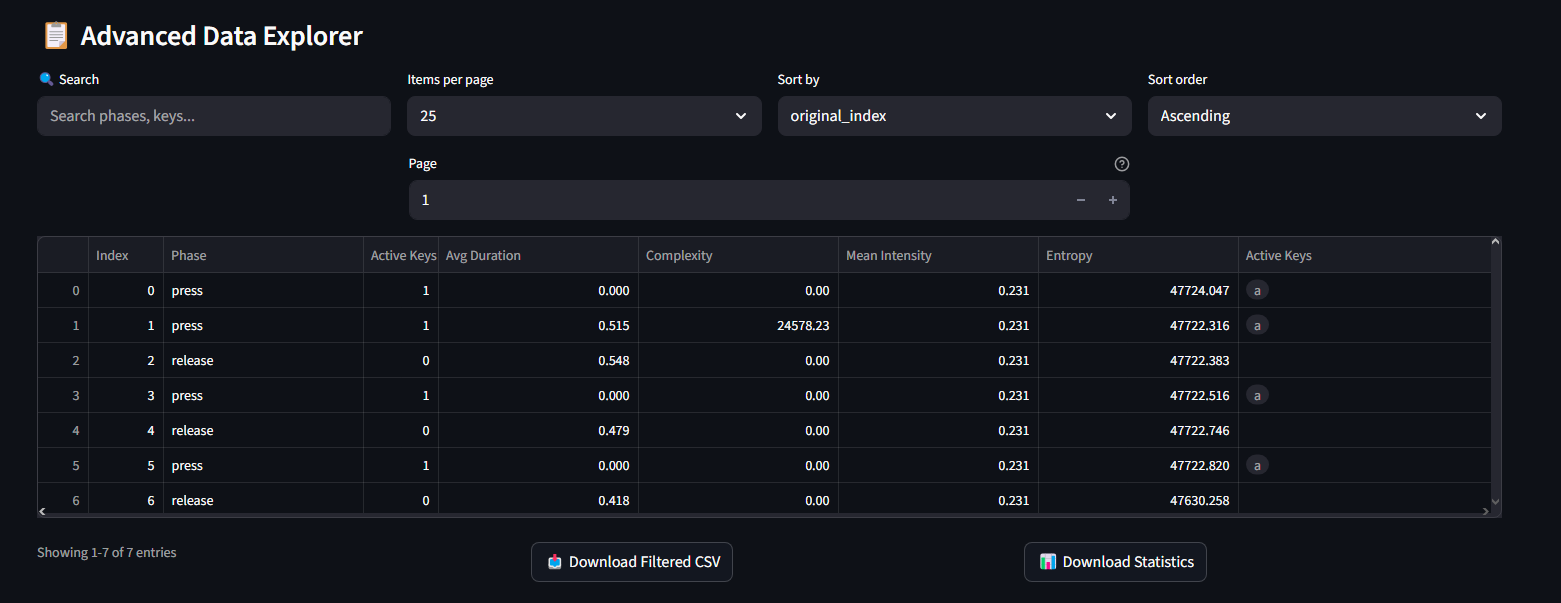 Advanced Data Explorer
Search Items per page Sort by Sort order
Search phases, keys... 25 original_index Ascending
Page
1
Index Phase Active Keys Avg Duration Complexity Mean Intensity Entropy Active Keys
0 0 press 1 0.000 0.00 0.231 47724.047 a
1 1 press 1 0.515 24578.23 0.231 47722.316 a
2 2 release 0 0.548 0.00 0.231 47722.383
3 3 press 1 0.000 0.00 0.231 47722.516 a
4 4 release 0 0.479 0.00 0.231 47722.746
5 5 press 1 0.000 0.00 0.231 47722.820 a
6 6 release 0 0.418 0.00 0.231 47630.258
Showing 1-7 of 7 entries Download Filtered CSV Download Statistics